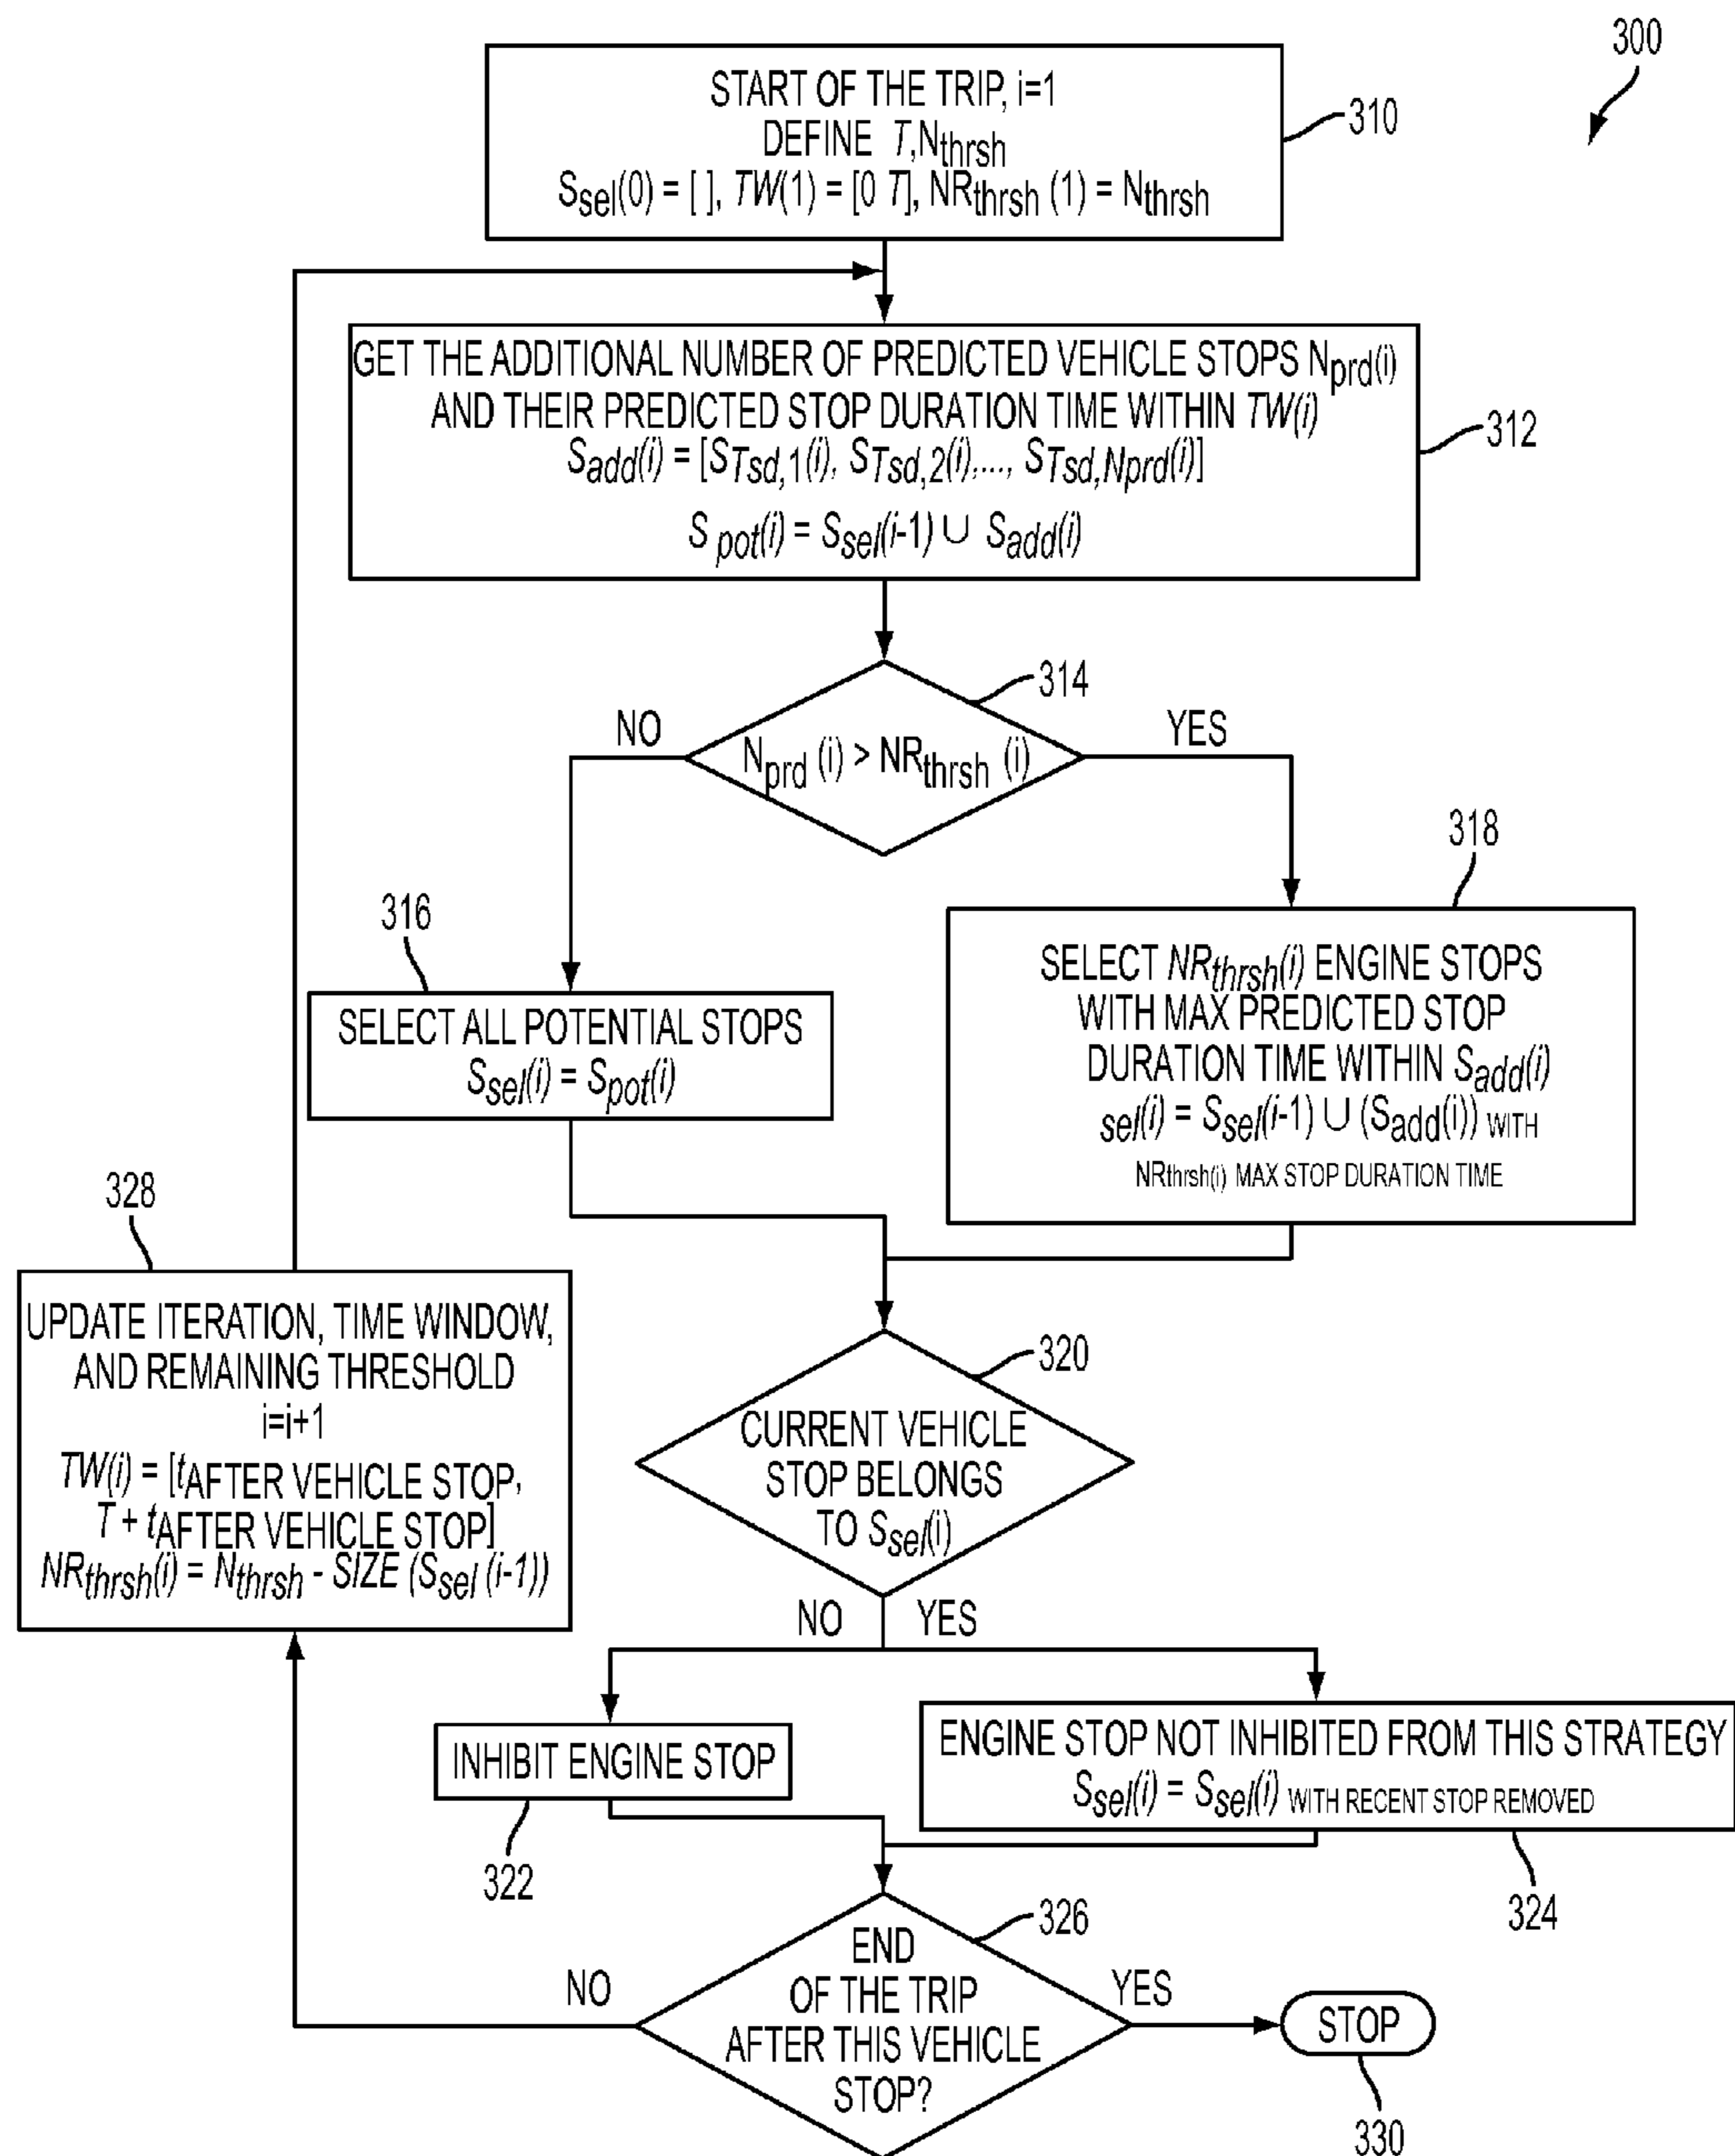 300
START OF THE TRIP, i=1
DEFINE T,Nthrsh
Ssel(0) = [ ], TW(1) = [0 T], NRthrsh (1) = Nthrsh
310
GET THE ADDITIONAL NUMBER OF PREDICTED VEHICLE STOPS Nprd(i)
AND THEIR PREDICTED STOP DURATION TIME WITHIN TW(i)
Sadd(i) = [STsd,1(i), STsd,2(i),..., STsd,Nprd(i)]
S pot(i) = Ssel(i-1) ∪ Sadd(i)
312
314
NO
YES
Nprd (i) > NRthrsh (i)
316
SELECT ALL POTENTIAL STOPS
Ssel(i) = Spot(i)
318
SELECT NRthrsh(i) ENGINE STOPS
WITH MAX PREDICTED STOP
DURATION TIME WITHIN Sadd(i)
sel(i) = Ssel(i-1) ∪ (Sadd(i)) WITH
NRthrsh(i) MAX STOP DURATION TIME
328
UPDATE ITERATION, TIME WINDOW,
AND REMAINING THRESHOLD
i=i+1
TW(i) = [tAFTER VEHICLE STOP,
T + tAFTER VEHICLE STOP]
NRthrsh(i) = Nthrsh - SIZE (Ssel (i-1))
320
CURRENT VEHICLE
STOP BELONGS
TO Ssel(i)
NO
YES
INHIBIT ENGINE STOP
322
ENGINE STOP NOT INHIBITED FROM THIS STRATEGY
Ssel(i) = Ssel(i) WITH RECENT STOP REMOVED
324
326
END
OF THE TRIP
AFTER THIS VEHICLE
STOP?
NO
YES
STOP
330